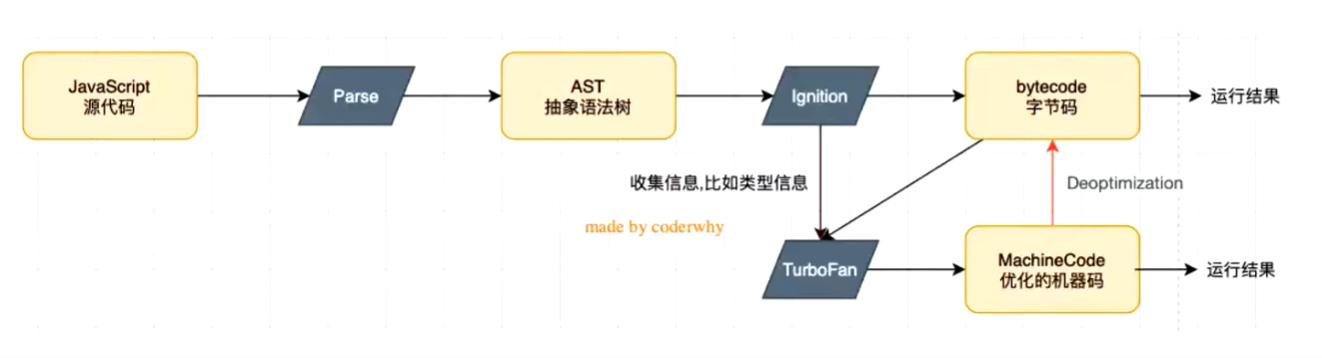 JavaScript
源代码
Parse
AST
抽象语法树
Ignition
bytecode
字节码
运行结果
收集信息,比如类型信息
Deoptimization
made by coderwhy
TurboFan
MachineCode
优化的机器码
运行结果